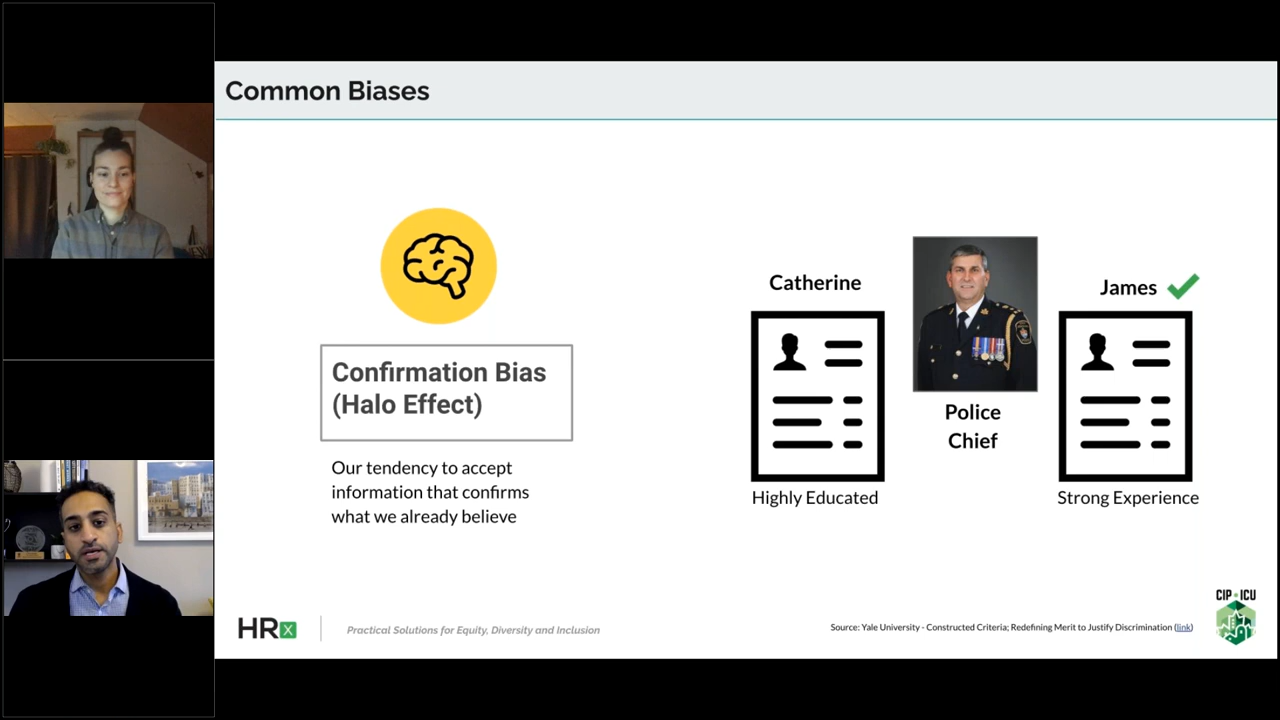 Common Biases
Confirmation Bias
(Halo Effect)
Our tendency to accept
information that confirms
what we already believe
Catherine
Highly Educated
Police
Chief
James
Strong Experience
HRx
Practical Solutions for Equity, Diversity and Inclusion
Source: Yale University - Constructed Criteria; Redefining Merit to Justify Discrimination (link)
CIP ICU